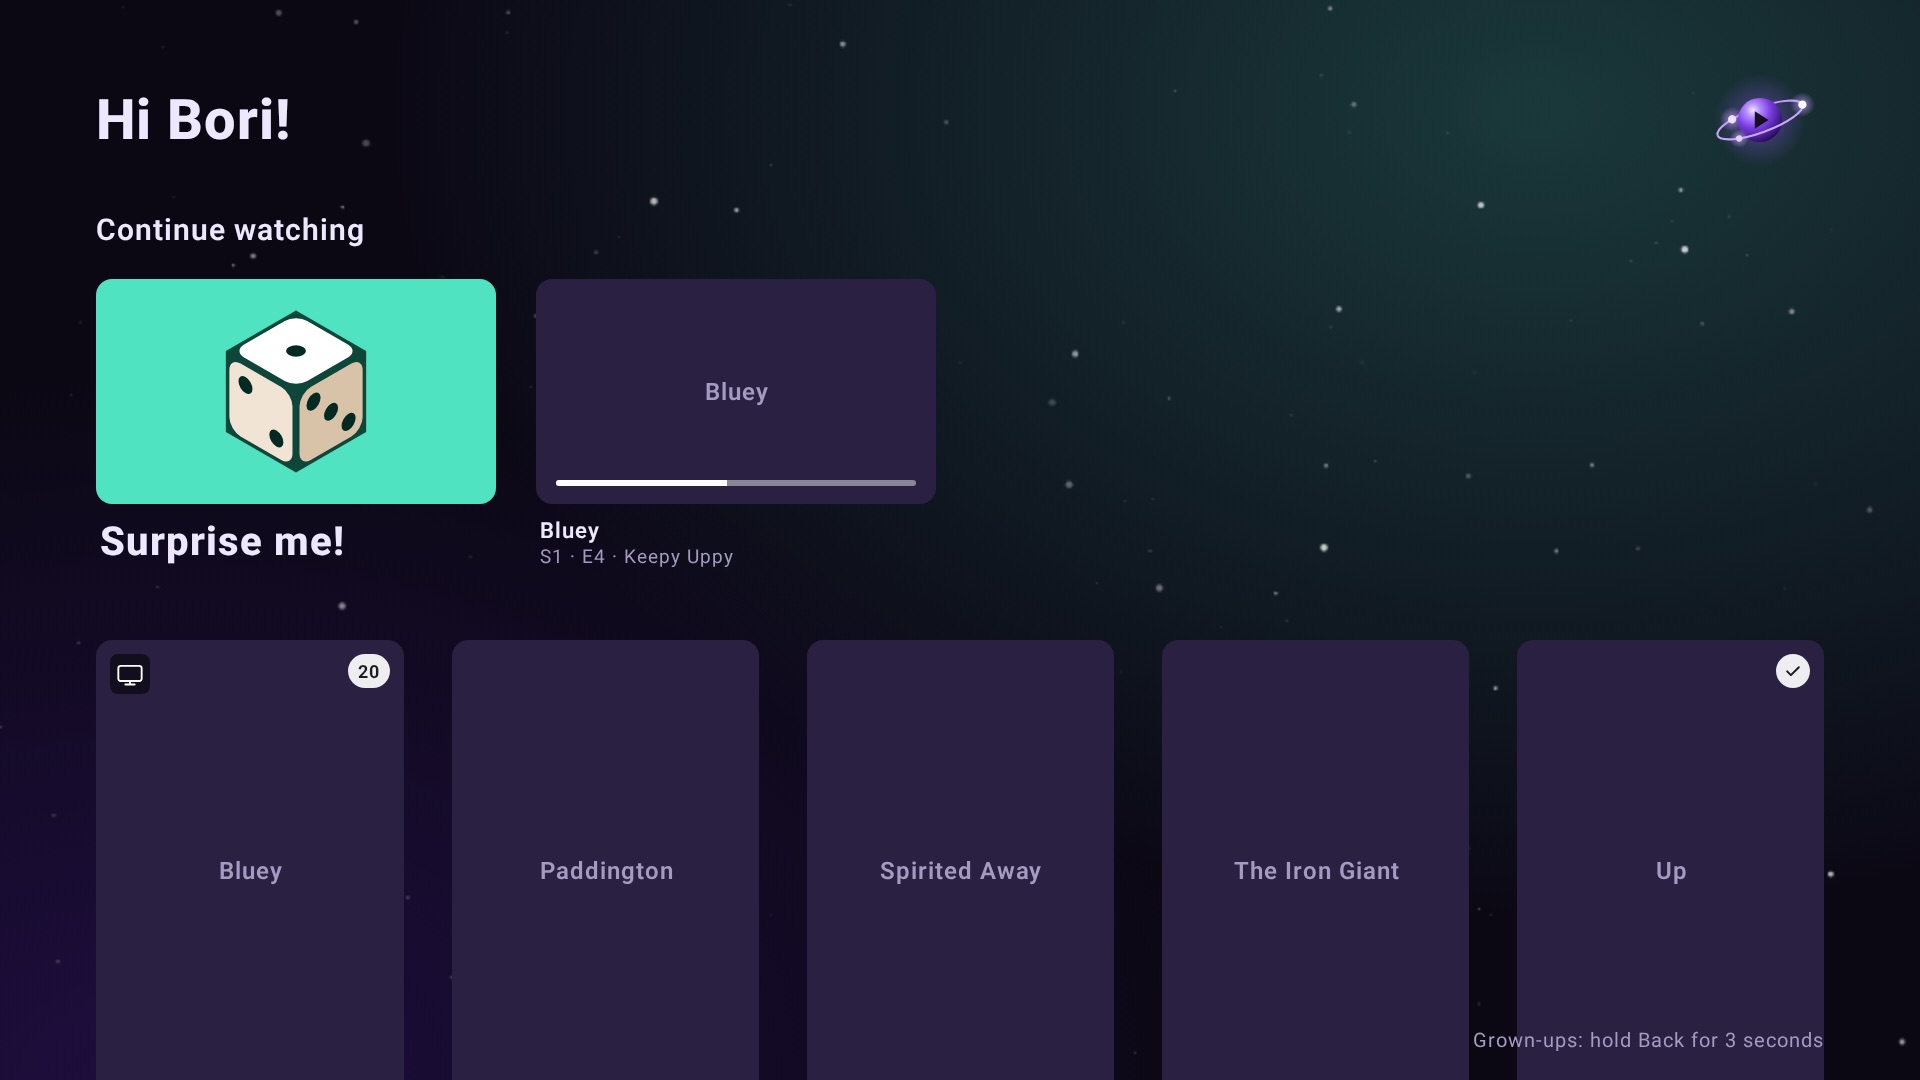 Hi Bori!
Continue watching
Bluey
Surprise me!
Bluey
S1 · E4 · Keepy Uppy
20
Bluey
Paddington
Spirited Away
The Iron Giant
Up
Grown-ups: hold Back for 3 seconds